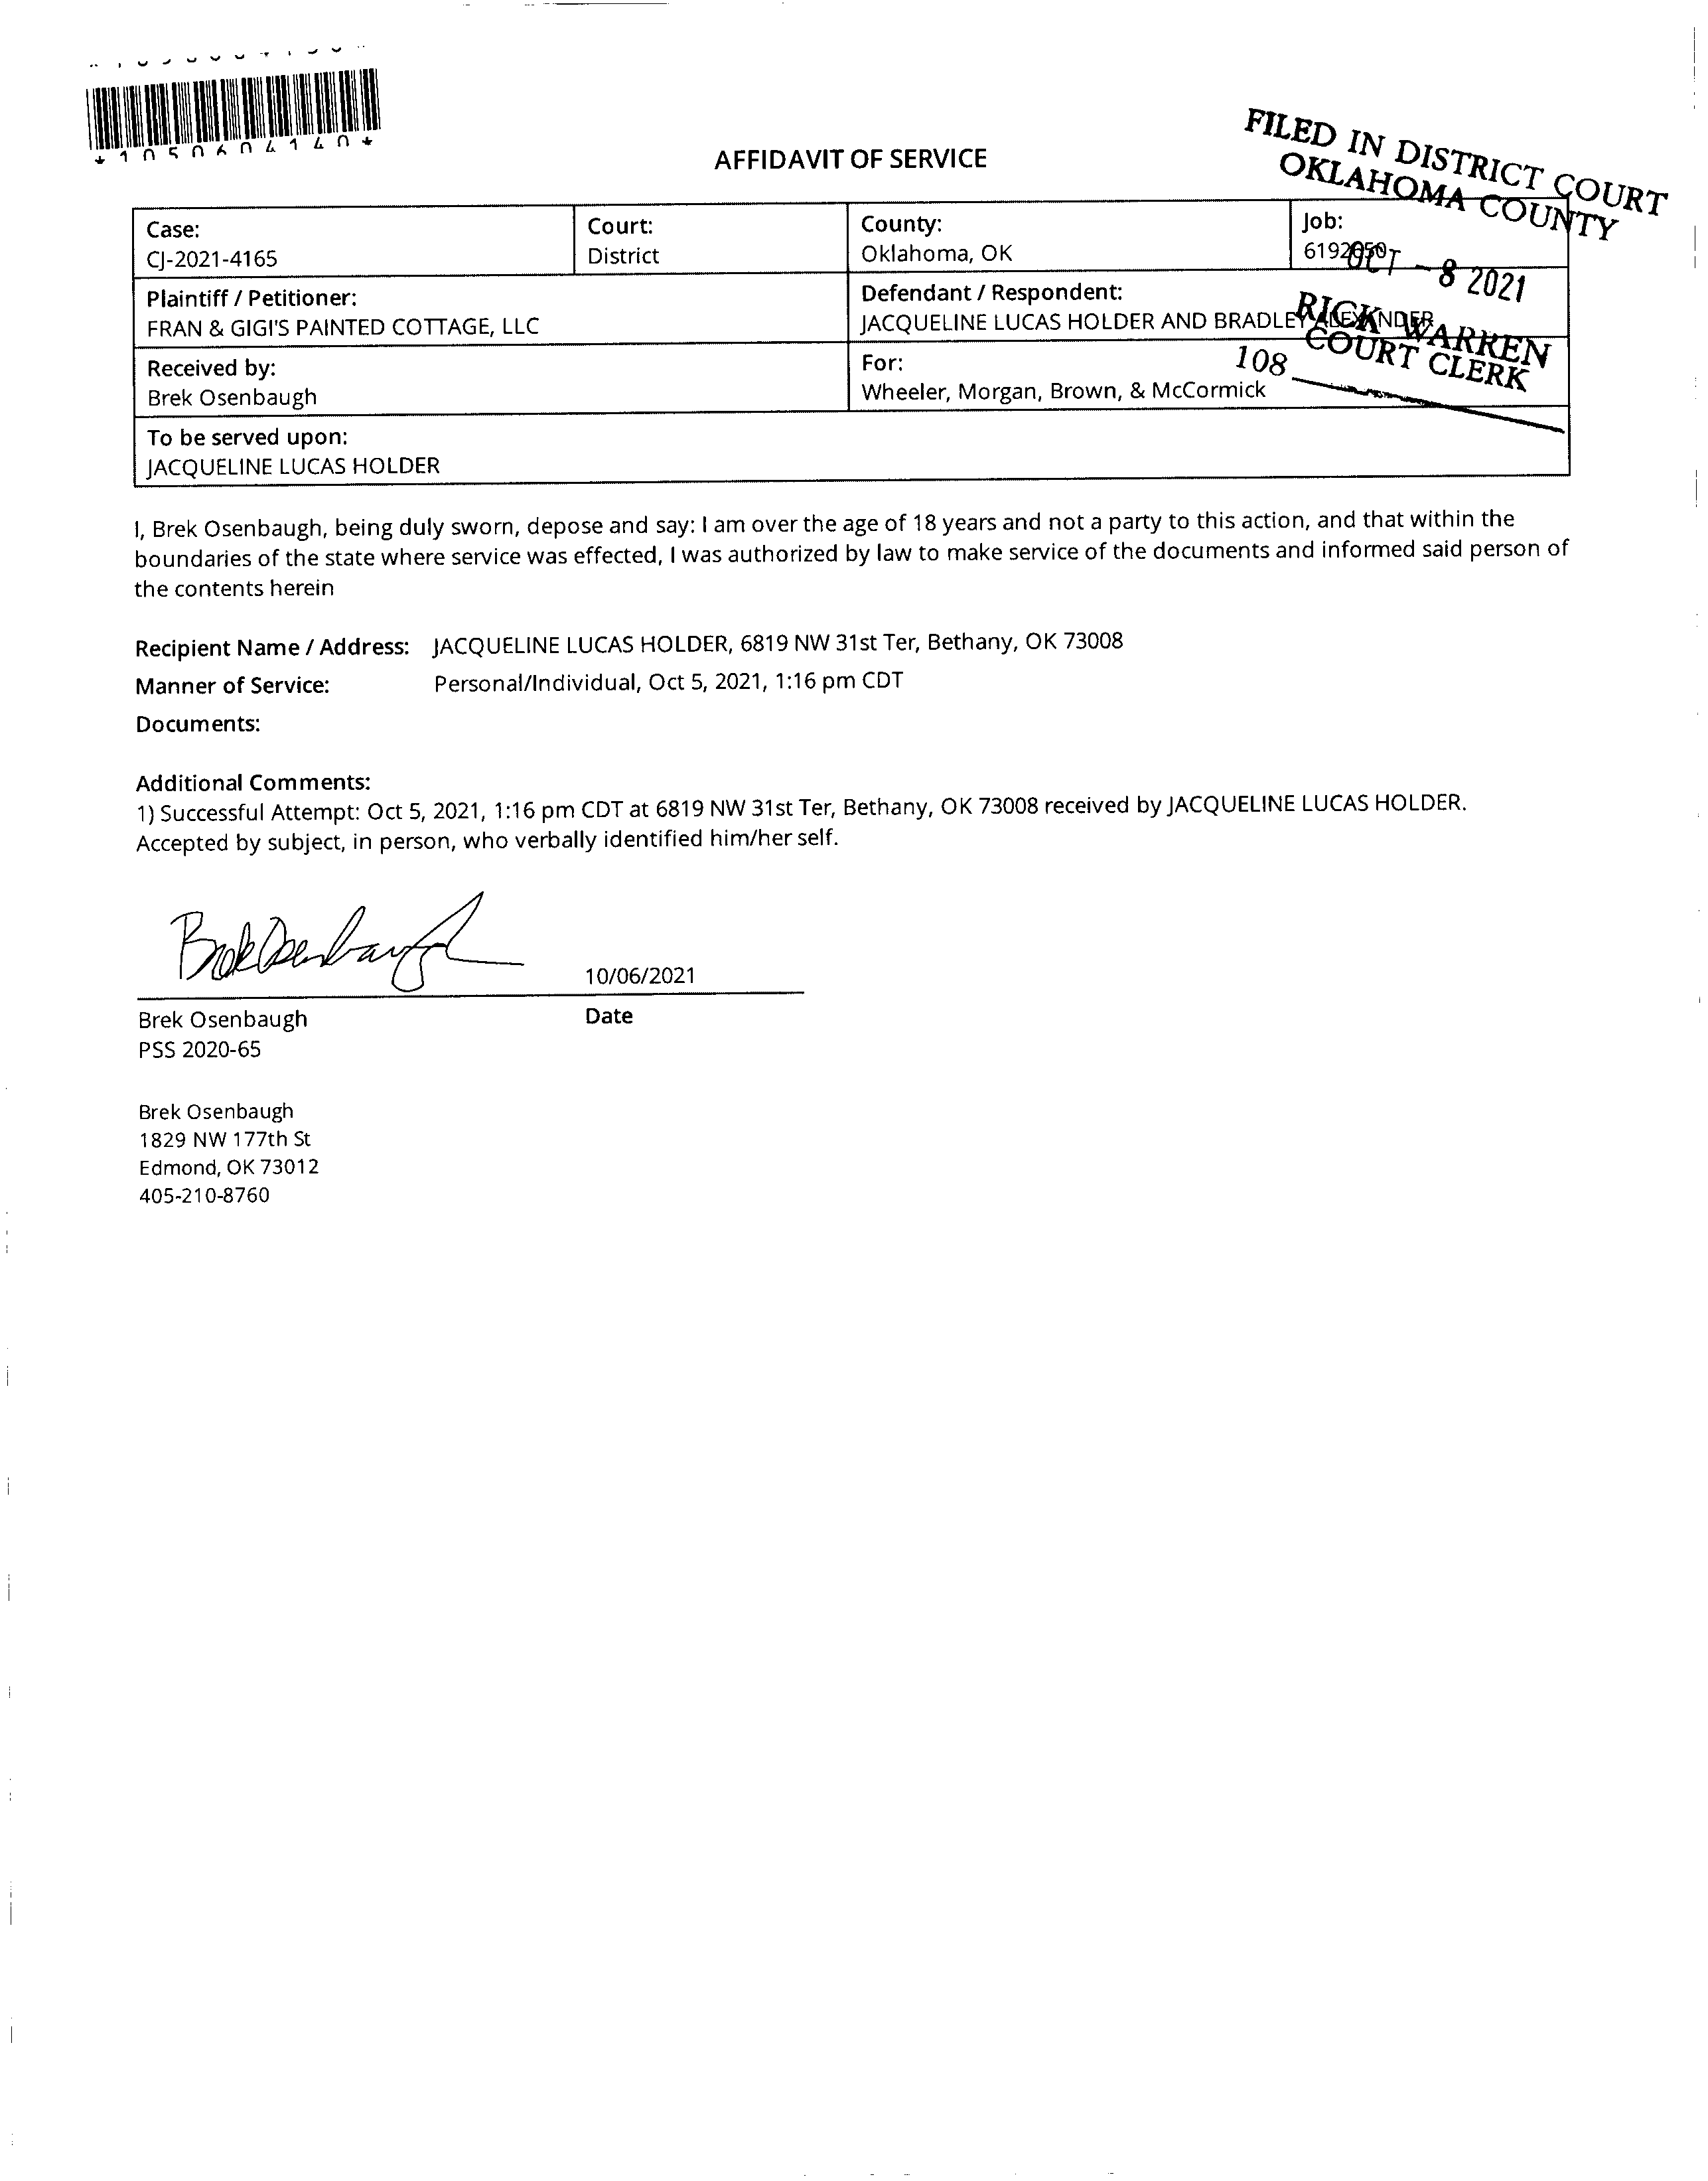 *1050604140*
AFFIDAVIT OF SERVICE
FILED IN DISTRICT COURT
OKLAHOMA COUNTY
OCT - 8 2021
RICK WARREN
COURT CLERK
108
Case:
CJ-2021-4165
Court:
District
County:
Oklahoma, OK
Job:
Plaintiff / Petitioner:
FRAN & GIGI'S PAINTED COTTAGE, LLC
Defendant / Respondent:
JACQUELINE LUCAS HOLDER AND BRADLEY ALEXANDER
Received by:
Brek Osenbaugh
For:
Wheeler, Morgan, Brown, & McCormick
To be served upon:
JACQUELINE LUCAS HOLDER
I, Brek Osenbaugh, being duly sworn, depose and say: I am over the age of 18 years and not a party to this action, and that within the
boundaries of the state where service was effected, I was authorized by law to make service of the documents and informed said person of
the contents herein
Recipient Name / Address: JACQUELINE LUCAS HOLDER, 6819 NW 31st Ter, Bethany, OK 73008
Manner of Service: Personal/Individual, Oct 5, 2021, 1:16 pm CDT
Documents:
Additional Comments:
1) Successful Attempt: Oct 5, 2021, 1:16 pm CDT at 6819 NW 31st Ter, Bethany, OK 73008 received by JACQUELINE LUCAS HOLDER.
Accepted by subject, in person, who verbally identified him/her self.
Brek Osenbaugh
10/06/2021
Brek Osenbaugh
Date
PSS 2020-65
Brek Osenbaugh
1829 NW 177th St
Edmond, OK 73012
405-210-8760